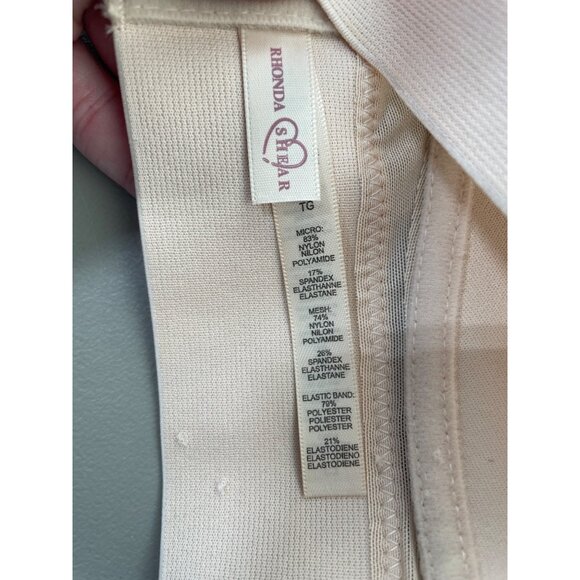 RHONDA
SHEAR
TG
MICRO:
83%
NYLON
NILON
POLYAMIDE
17%
SPANDEX
ELASTHANNE
ELASTANE
MESH:
74%
NYLON
NILON
POLYAMIDE
26%
SPANDEX
ELASTHANNE
ELASTANE
ELASTIC BAND:
79%
POLYESTER
POLIESTER
POLYESTER
21%
ELASTODIENE
ELASTODIENO
ELASTODIENE